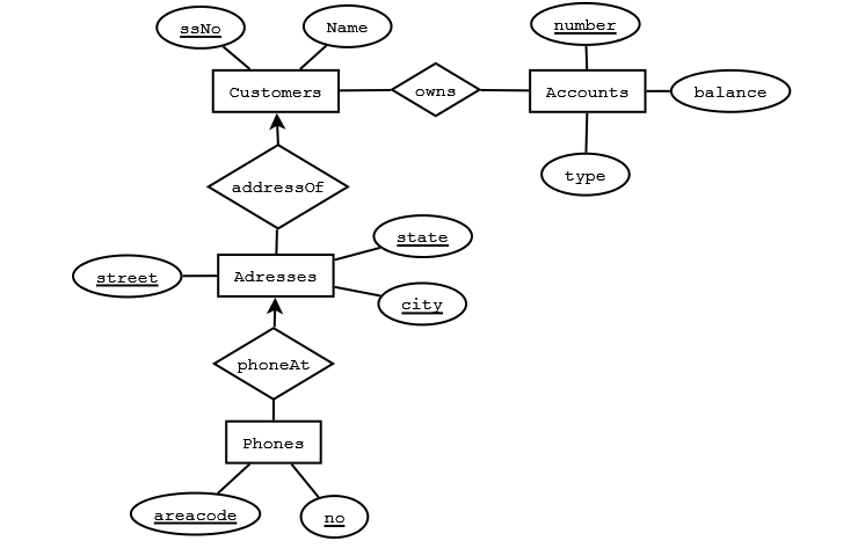 ssNo
Name
number
Customers
owns
Accounts
balance
type
addressOf
state
street
Adresses
city
phoneAt
Phones
areacode
no